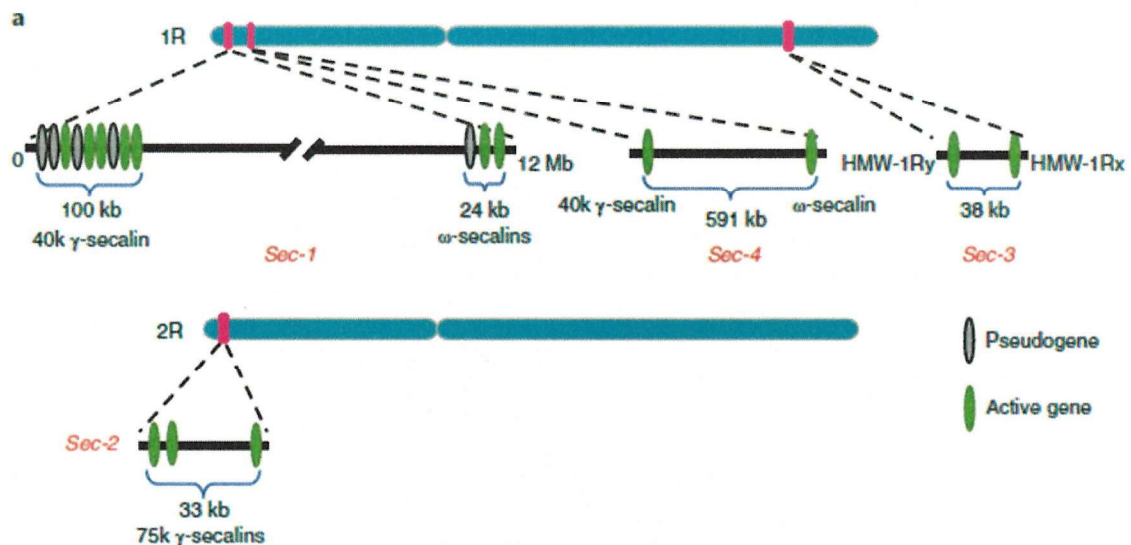 a
1R
0
12 Mb
HMW-1Ry
HMW-1Rx
100 kb
40k γ-secalin
24 kb
ω-secalins
40k γ-secalin
591 kb
ω-secalin
38 kb
Sec-1
Sec-4
Sec-3
2R
Pseudogene
Active gene
Sec-2
33 kb
75k γ-secalins